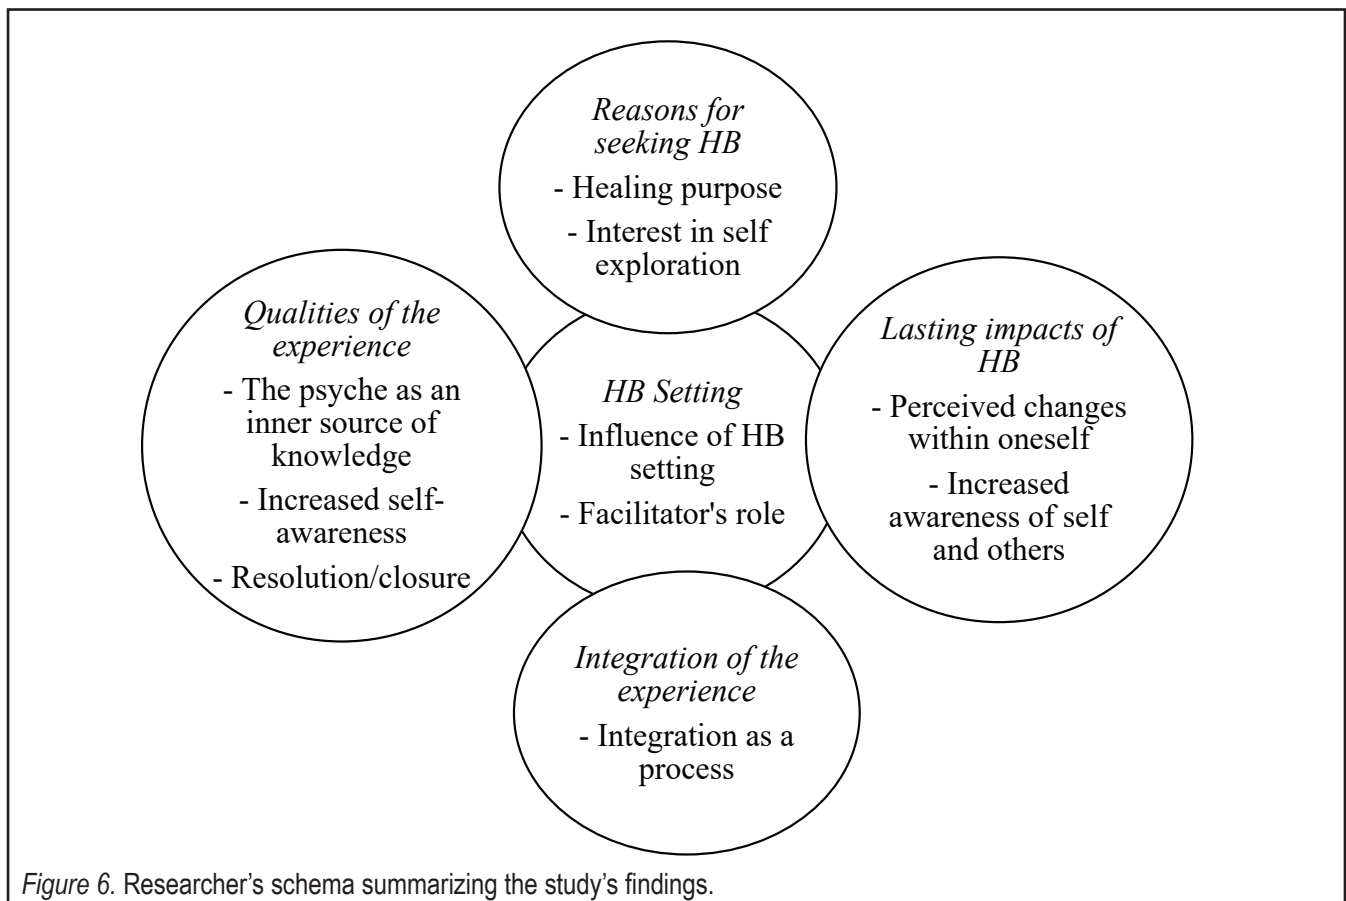 Reasons for
seeking HB
- Healing purpose
- Interest in self
exploration
Qualities of the
experience
- The psyche as an
inner source of
knowledge
- Increased self-
awareness
- Resolution/closure
HB Setting
- Influence of HB
setting
- Facilitator's role
Lasting impacts of
HB
- Perceived changes
within oneself
- Increased
awareness of self
and others
Integration of the
experience
- Integration as a
process
Figure 6. Researcher’s schema summarizing the study’s findings.